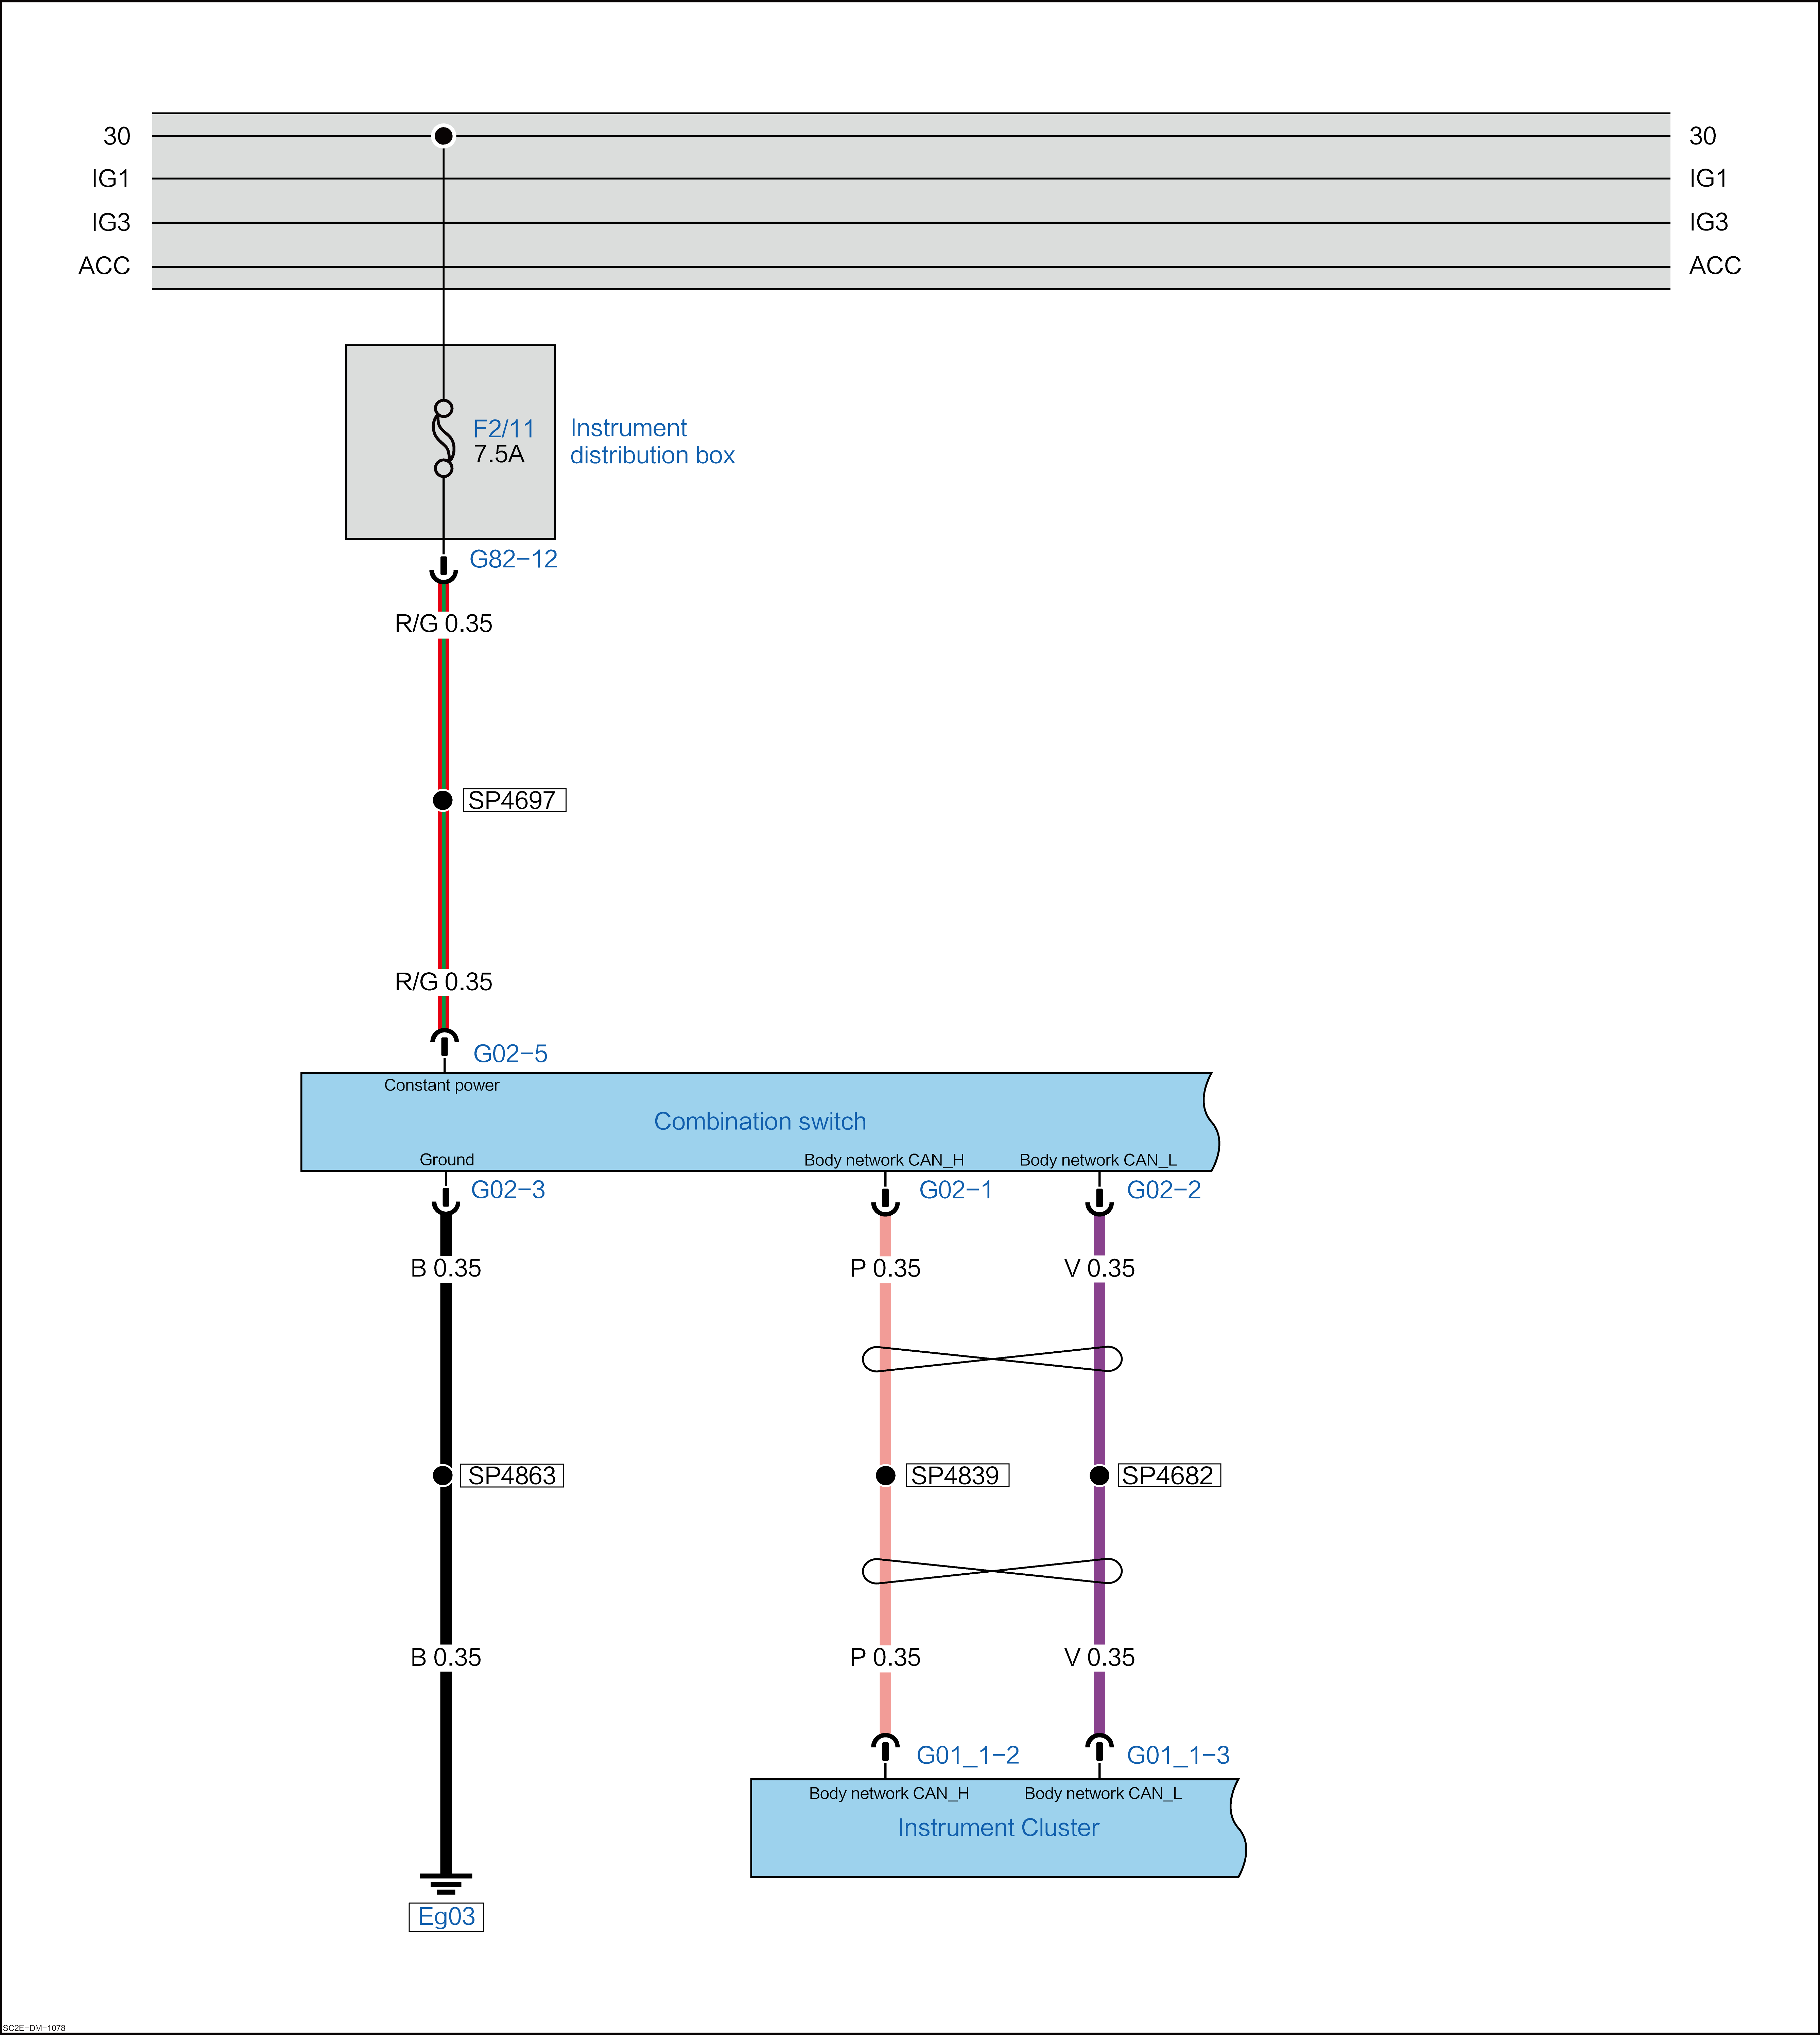 30 30
IG1 IG1
IG3 IG3
ACC ACC
F2/11
7.5A
Instrument
distribution box
G82-12
R/G 0.35
SP4697
R/G 0.35
G02-5
Constant power
Combination switch
Ground Body network CAN_H Body network CAN_L
G02-3 G02-1 G02-2
B 0.35 P 0.35 V 0.35
SP4863 SP4839 SP4682
B 0.35 P 0.35 V 0.35
G01_1-2 G01_1-3
Body network CAN_H Body network CAN_L
Instrument Cluster
Eg03
SC2E-DM-1078